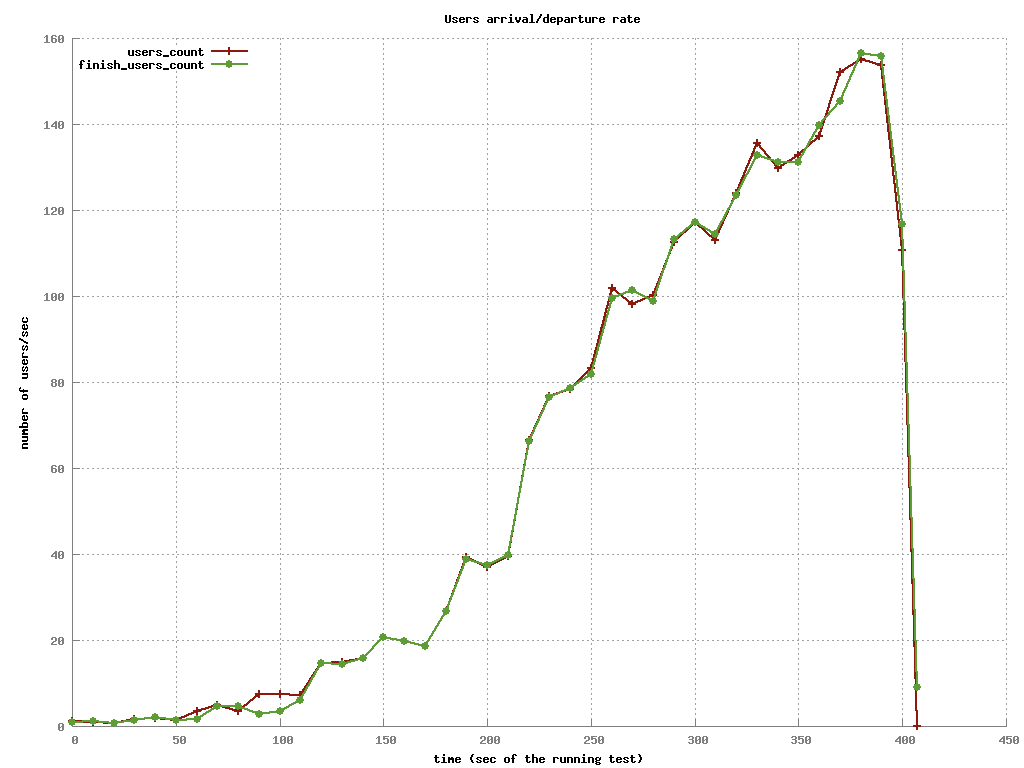 Users arrival/departure rate
users_count
finish_users_count
160
140
120
100
80
60
40
20
0
number of users/sec
0 50 100 150 200 250 300 350 400 450
time (sec of the running test)